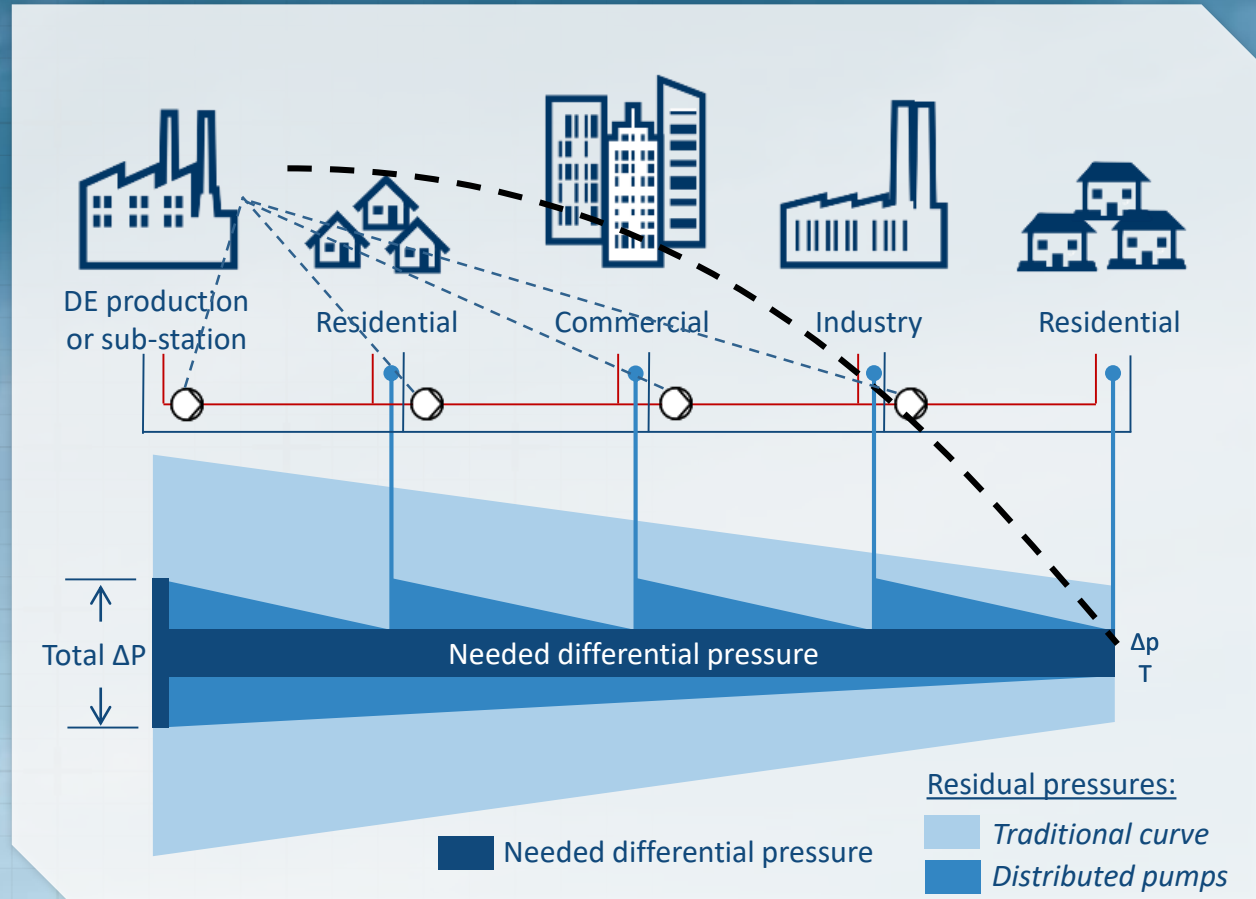 DE production
or sub-station
Residential
Commercial
Industry
Residential
Total ΔP
Needed differential pressure
Δp
T
Residual pressures:
Needed differential pressure
Traditional curve
Distributed pumps